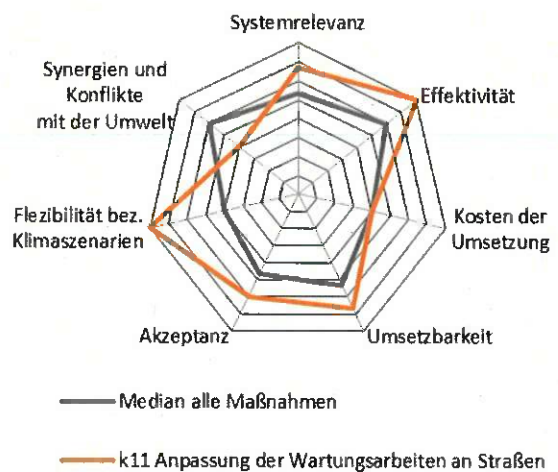 Systemrelevanz
Synergien und
Konflikte
mit der Umwelt
Effektivität
Flezibilität bez.
Klimaszenarien
Kosten der
Umsetzung
Akzeptanz
Umsetzbarkeit
Median alle Maßnahmen
k11 Anpassung der Wartungsarbeiten an Straßen